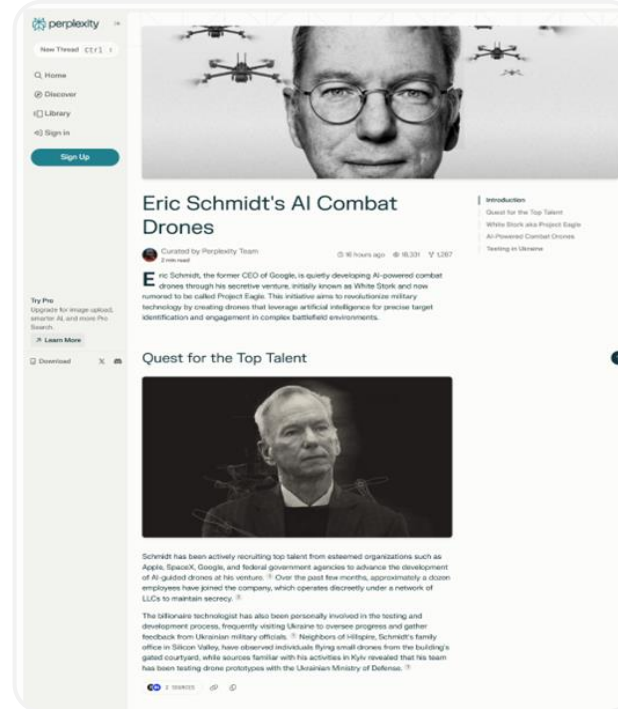 perplexity
New Thread Ctrl I
Home
Discover
Library
Sign in
Sign Up
Try Pro
Upgrade for image upload,
smarter AI, and more Pro
Search.
Learn More
Download
Eric Schmidt's AI Combat
Drones
Curated by Perplexity Team
2 min read
16 hours ago 18,331 1,287
Eric Schmidt, the former CEO of Google, is quietly developing AI-powered combat
drones through his secretive venture, initially known as White Stork and now
rumored to be called Project Eagle. This initiative aims to revolutionize military
technology by creating drones that leverage artificial intelligence for precise target
identification and engagement in complex battlefield environments.
Introduction
Quest for the Top Talent
White Stork aka Project Eagle
AI-Powered Combat Drones
Testing in Ukraine
Quest for the Top Talent
Schmidt has been actively recruiting top talent from esteemed organizations such as
Apple, SpaceX, Google, and federal government agencies to advance the development
of AI-guided drones at his venture. Over the past few months, approximately a dozen
employees have joined the company, which operates discreetly under a network of
LLCs to maintain secrecy.
The billionaire technologist has also been personally involved in the testing and
development process, frequently visiting Ukraine to oversee progress and gather
feedback from Ukrainian military officials. Neighbors of Hillspire, Schmidt's family
office in Silicon Valley, have observed individuals flying small drones from the building's
gated courtyard, while sources familiar with his activities in Kyiv revealed that his team
has been testing drone prototypes with the Ukrainian Ministry of Defense.
2 SOURCES